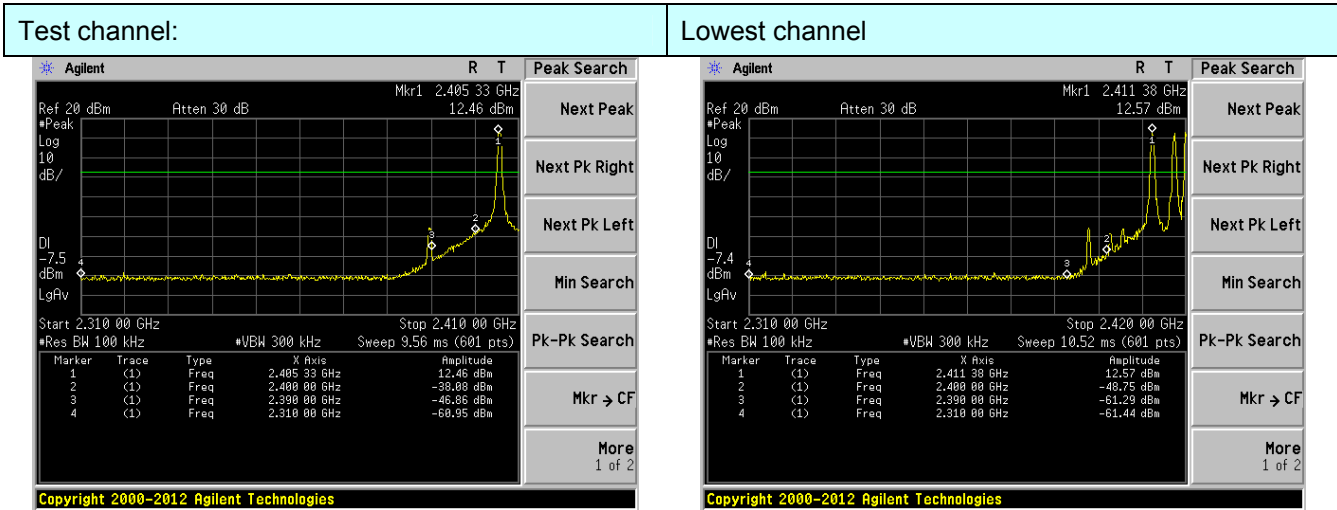 Test channel:
Lowest channel
Agilent R T Peak Search
Mkr1 2.405 33 GHz
Ref 20 dBm Atten 30 dB 12.46 dBm
#Peak
Log
10
dB/
DI
-7.5
dBm
LgAv
1
2
3
4
Start 2.310 00 GHz Stop 2.410 00 GHz
#Res BW 100 kHz #VBW 300 kHz Sweep 9.56 ms (601 pts)
Marker Trace Type X Axis Amplitude
1 (1) Freq 2.405 33 GHz 12.46 dBm
2 (1) Freq 2.400 00 GHz -38.08 dBm
3 (1) Freq 2.390 00 GHz -46.86 dBm
4 (1) Freq 2.310 00 GHz -60.95 dBm
Copyright 2000-2012 Agilent Technologies
Next Peak
Next Pk Right
Next Pk Left
Min Search
Pk-Pk Search
Mkr → CF
More
1 of 2
Agilent R T Peak Search
Mkr1 2.411 38 GHz
Ref 20 dBm Atten 30 dB 12.57 dBm
#Peak
Log
10
dB/
DI
-7.4
dBm
LgAv
1
2
3
4
Start 2.310 00 GHz Stop 2.420 00 GHz
#Res BW 100 kHz #VBW 300 kHz Sweep 10.52 ms (601 pts)
Marker Trace Type X Axis Amplitude
1 (1) Freq 2.411 38 GHz 12.57 dBm
2 (1) Freq 2.400 00 GHz -48.75 dBm
3 (1) Freq 2.390 00 GHz -61.29 dBm
4 (1) Freq 2.310 00 GHz -61.44 dBm
Copyright 2000-2012 Agilent Technologies
Next Peak
Next Pk Right
Next Pk Left
Min Search
Pk-Pk Search
Mkr → CF
More
1 of 2